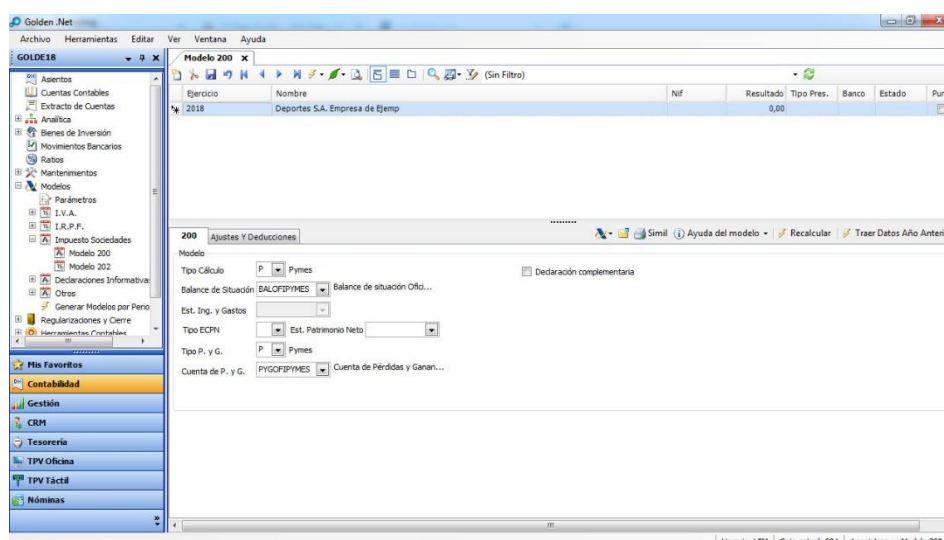 Golden .Net
Archivo Herramientas Editar Ver Ventana Ayuda
GOLDE18
Modelo 200
(Sin Filtro)
Asientos
Cuentas Contables
Extracto de Cuentas
Analítica
Bienes de Inversión
Movimientos Bancarios
Ratios
Mantenimientos
Modelos
Parámetros
I.V.A.
I.R.P.F.
Impuesto Sociedades
Modelo 200
Modelo 202
Declaraciones Informativa
Otros
Generar Modelos por Perio
Regularizaciones y Cierre
Herramientas Contables
Mis Favoritos
Contabilidad
Gestión
CRM
Tesorería
TPV Oficina
TPV Táctil
Nóminas
Ejercicio Nombre Nif Resultado Tipo Pres. Banco Estado Pun
2018 Deportes S.A. Empresa de Ejemp 0,00
200 Ajustes Y Deducciones
Simil Ayuda del modelo Recalcular Traer Datos Año Anteri
Modelo
Tipo Cálculo P Pymes Declaración complementaria
Balance de Situación BALOFIPYMES Balance de situación Ofici...
Est. Ing. y Gastos
Tipo ECPN Est. Patrimonio Neto
Tipo P. y G. P Pymes
Cuenta de P. y G. PYGOFIPYMES Cuenta de Pérdidas y Ganan...